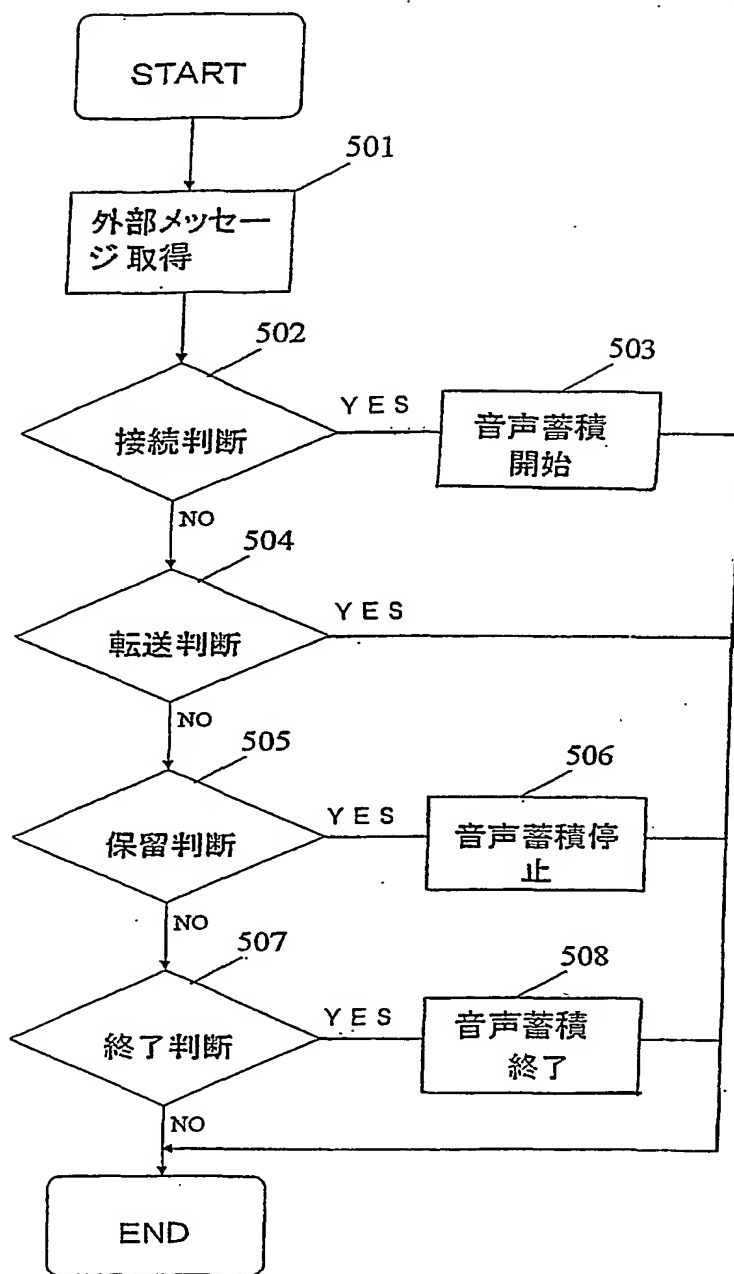 START
501
外部メッセー
ジ取得
502
接続判断
YES
503
音声蓄積
開始
NO
504
転送判断
YES
NO
505
保留判断
YES
506
音声蓄積停
止
NO
507
終了判断
YES
508
音声蓄積
終了
NO
END